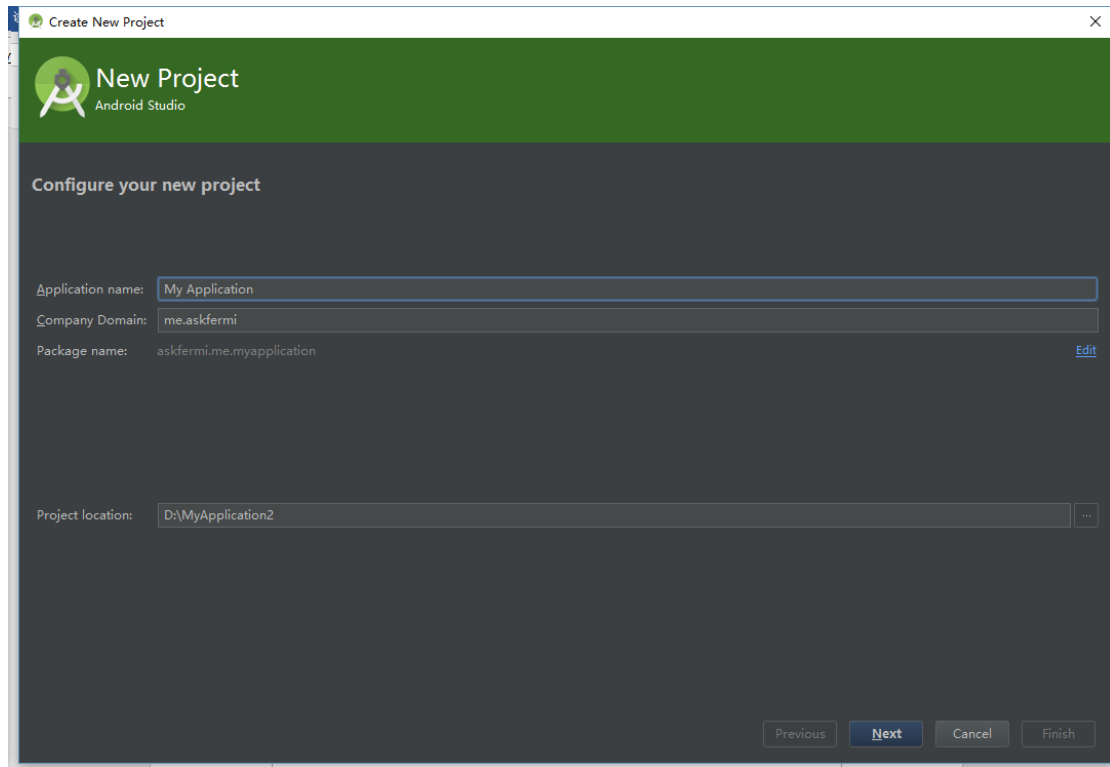 Create New Project
New Project
Android Studio
Configure your new project
Application name: My Application
Company Domain: me.askfermi
Package name: askfermi.me.myapplication Edit
Project location: D:\MyApplication2 ...
Previous Next Cancel Finish